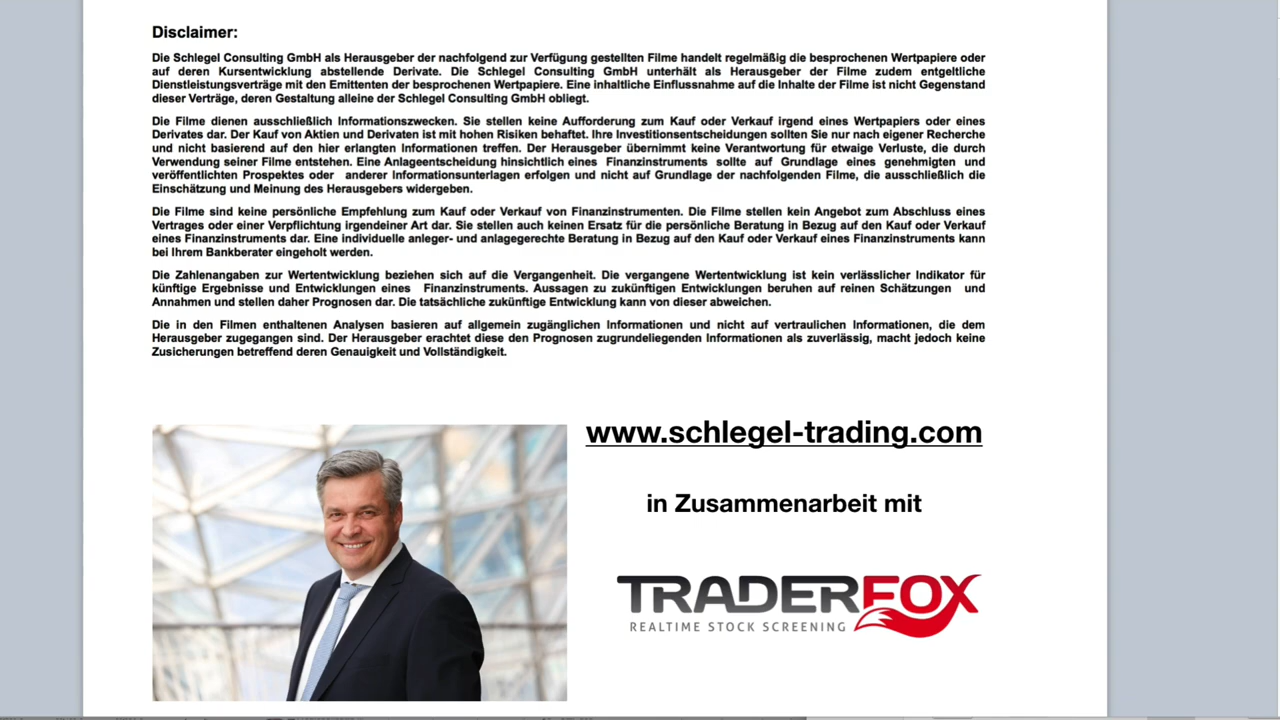 Disclaimer:
Die Schlegel Consulting GmbH als Herausgeber der nachfolgend zur Verfügung gestellten Filme handelt regelmäßig die besprochenen Wertpapiere oder
auf deren Kursentwicklung abstellende Derivate. Die Schlegel Consulting GmbH unterhält als Herausgeber der Filme zudem entgeltliche
Dienstleistungsverträge mit den Emittenten der besprochenen Wertpapiere. Eine inhaltliche Einflussnahme auf die Inhalte der Filme ist nicht Gegenstand
dieser Verträge, deren Gestaltung alleine der Schlegel Consulting GmbH obliegt.
Die Filme dienen ausschließlich Informationszwecken. Sie stellen keine Aufforderung zum Kauf oder Verkauf irgend eines Wertpapiers oder eines
Derivates dar. Der Kauf von Aktien und Derivaten ist mit hohen Risiken behaftet. Ihre Investitionsentscheidungen sollten Sie nur nach eigener Recherche
und nicht basierend auf den hier erlangten Informationen treffen. Der Herausgeber übernimmt keine Verantwortung für etwaige Verluste, die durch
Verwendung seiner Filme entstehen. Eine Anlageentscheidung hinsichtlich eines Finanzinstruments sollte auf Grundlage eines genehmigten und
veröffentlichten Prospektes oder anderer Informationsunterlagen erfolgen und nicht auf Grundlage der nachfolgenden Filme, die ausschließlich die
Einschätzung und Meinung des Herausgebers widergeben.
Die Filme sind keine persönliche Empfehlung zum Kauf oder Verkauf von Finanzinstrumenten. Die Filme stellen kein Angebot zum Abschluss eines
Vertrages oder einer Verpflichtung irgendeiner Art dar. Sie stellen auch keinen Ersatz für die persönliche Beratung in Bezug auf den Kauf oder Verkauf
eines Finanzinstruments dar. Eine individuelle anleger- und anlagegerechte Beratung in Bezug auf den Kauf oder Verkauf eines Finanzinstruments kann
bei Ihrem Bankberater eingeholt werden.
Die Zahlenangaben zur Wertentwicklung beziehen sich auf die Vergangenheit. Die vergangene Wertentwicklung ist kein verlässlicher Indikator für
künftige Ergebnisse und Entwicklungen eines Finanzinstruments. Aussagen zu zukünftigen Entwicklungen beruhen auf reinen Schätzungen und
Annahmen und stellen daher Prognosen dar. Die tatsächliche zukünftige Entwicklung kann von dieser abweichen.
Die in den Filmen enthaltenen Analysen basieren auf allgemein zugänglichen Informationen und nicht auf vertraulichen Informationen, die dem
Herausgeber zugegangen sind. Der Herausgeber erachtet diese den Prognosen zugrundeliegenden Informationen als zuverlässig, macht jedoch keine
Zusicherungen betreffend deren Genauigkeit und Vollständigkeit.
www.schlegel-trading.com
in Zusammenarbeit mit
TRADERFOX
REALTIME STOCK SCREENING